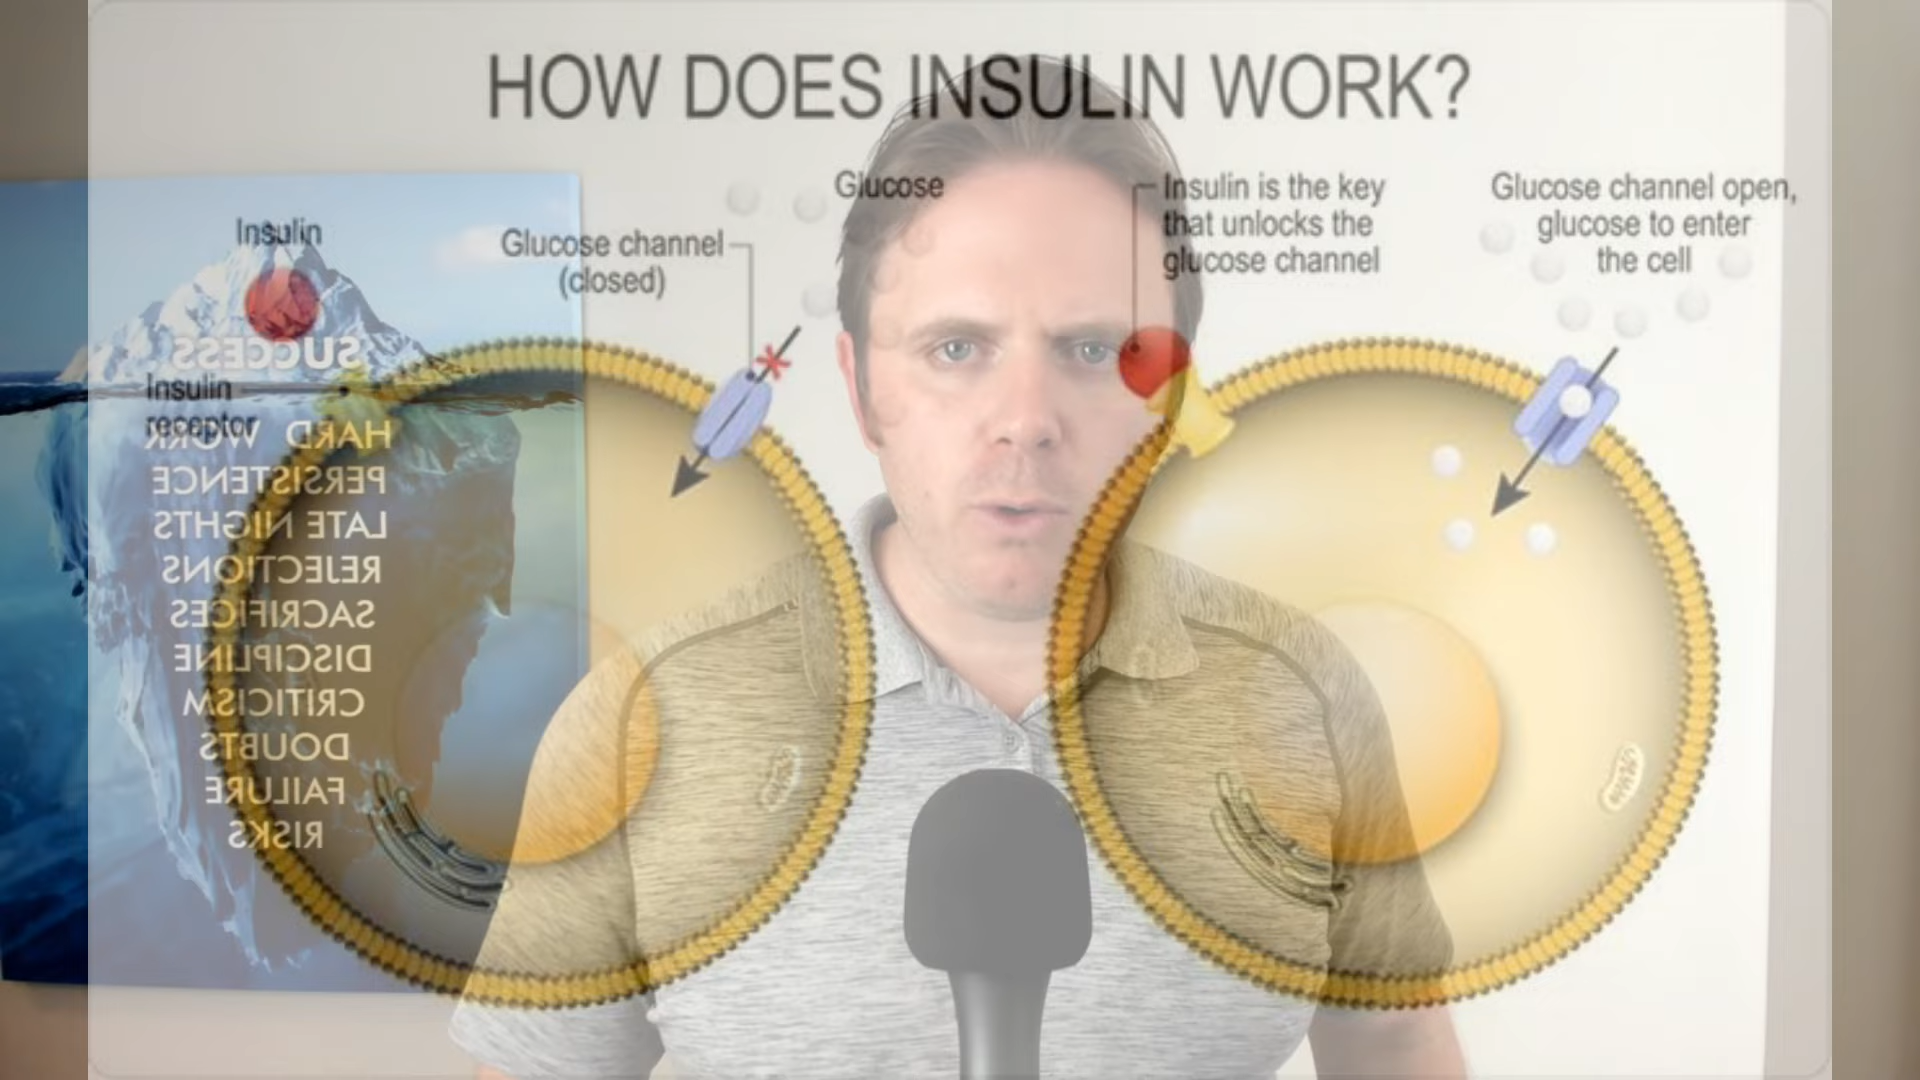 HOW DOES INSULIN WORK?
Glucose
Insulin is the key
that unlocks the
glucose channel
Glucose channel open,
glucose to enter
the cell
Insulin
Glucose channel
(closed)
Insulin
receptor
SUCCESS
HARD WORK
PERSISTENCE
LATE NIGHTS
REJECTIONS
SACRIFICES
DISCIPLINE
CRITICISM
DOUBTS
FAILURE
RISKS